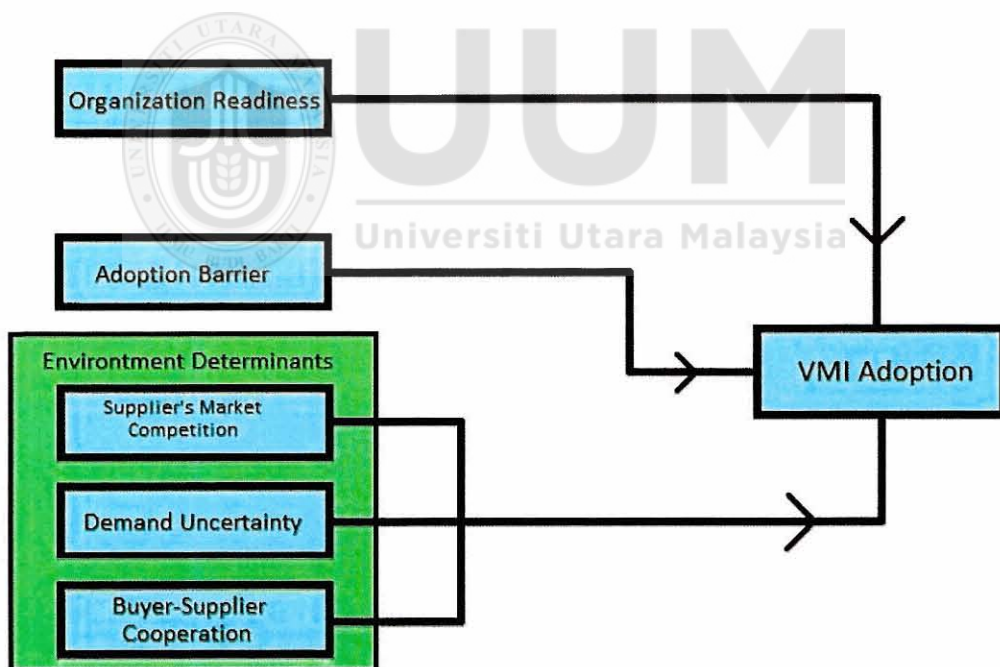 UUM
Universiti Utara Malaysia
Organization Readiness
Adoption Barrier
Environtment Determinants
Supplier's Market
Competition
Demand Uncertainty
Buyer-Supplier
Cooperation
VMI Adoption